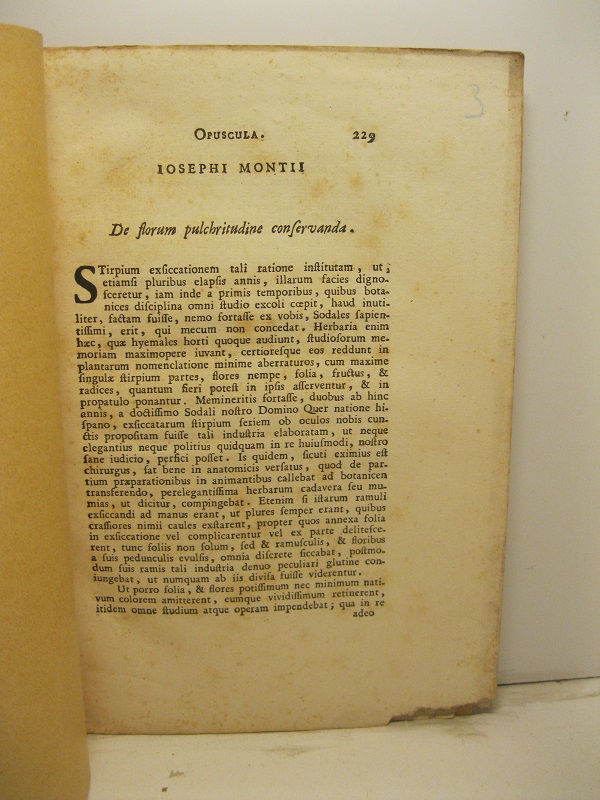 3
OPUSCULA. 229
IOSEPHI MONTII
De florum pulchritudine conſervanda.
STirpium exſiccationem tali ratione inſtitutam, ut,
etiamſi pluribus elapſis annis, illarum facies digno-
ſceretur, iam inde a primis temporibus, quibus bota-
nices diſciplina omni ſtudio excoli cœpit, haud inuti-
liter, factam fuiſſe, nemo fortaſſe ex vobis, Sodales ſapien-
tiſſimi, erit, qui mecum non concedat. Herbaria enim
hæc, quæ hyemales horti quoque audiunt, ſtudioſorum me-
moriam maximopere iuvant, certioreſque eos reddunt in
plantarum nomenclatione minime aberraturos, cum maxime
ſingulæ ſtirpium partes, flores nempe, folia, fructus, &
radices, quantum fieri poteſt in ipſis aſſerventur, & in
propatulo ponantur. Memineritis fortaſſe, duobus ab hinc
annis, a doctiſſimo Sodali noſtro Domino Quer natione hi-
ſpano, exſiccatarum ſtirpium ſeriem ob oculos nobis cun-
ctis propoſitam fuiſſe tali induſtria elaboratam, ut neque
elegantius neque politius quidquam in re huiuſmodi, noſtro
ſane iudicio, perfici poſſet. Is quidem, ſicuti eximius eſt
chirurgus, ſat bene in anatomicis verſatus, quod de par-
tium præparationibus in animantibus callebat ad botanicen
transferendo, perelegantiſſima herbarum cadavera ſeu mu-
mias, ut dicitur, compingebat. Etenim ſi iſtarum ramuli
exſiccandi ad manus erant, ut plures ſemper erant, quibus
craſſiores nimii caules exſtarent, propter quos annexa folia
in exſiccatione vel complicarentur vel ex parte deliteſce-
rent, tunc foliis non ſolum, ſed & ramuſculis, & floribus
a ſuis pedunculis evulſis, omnia diſcrete ſiccabat, poſtmo-
dum ſuis ramis tali induſtria denuo peculiari glutine con-
iungebat, ut numquam ab iis diviſa fuiſſe viderentur.
Ut porro folia, & flores potiſſimum nec minimum nati-
vum colorem amitterent, eumque vividiſſimum retinerent,
itidem omne ſtudium atque operam impendebat; qua in re
adeo